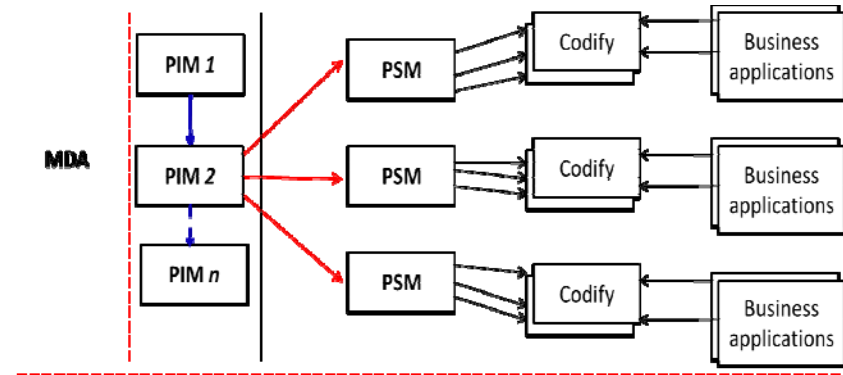 PIM 1
PSM
Codify
Business
applications
MDA
PIM 2
PSM
Codify
Business
applications
PIM n
PSM
Codify
Business
applications